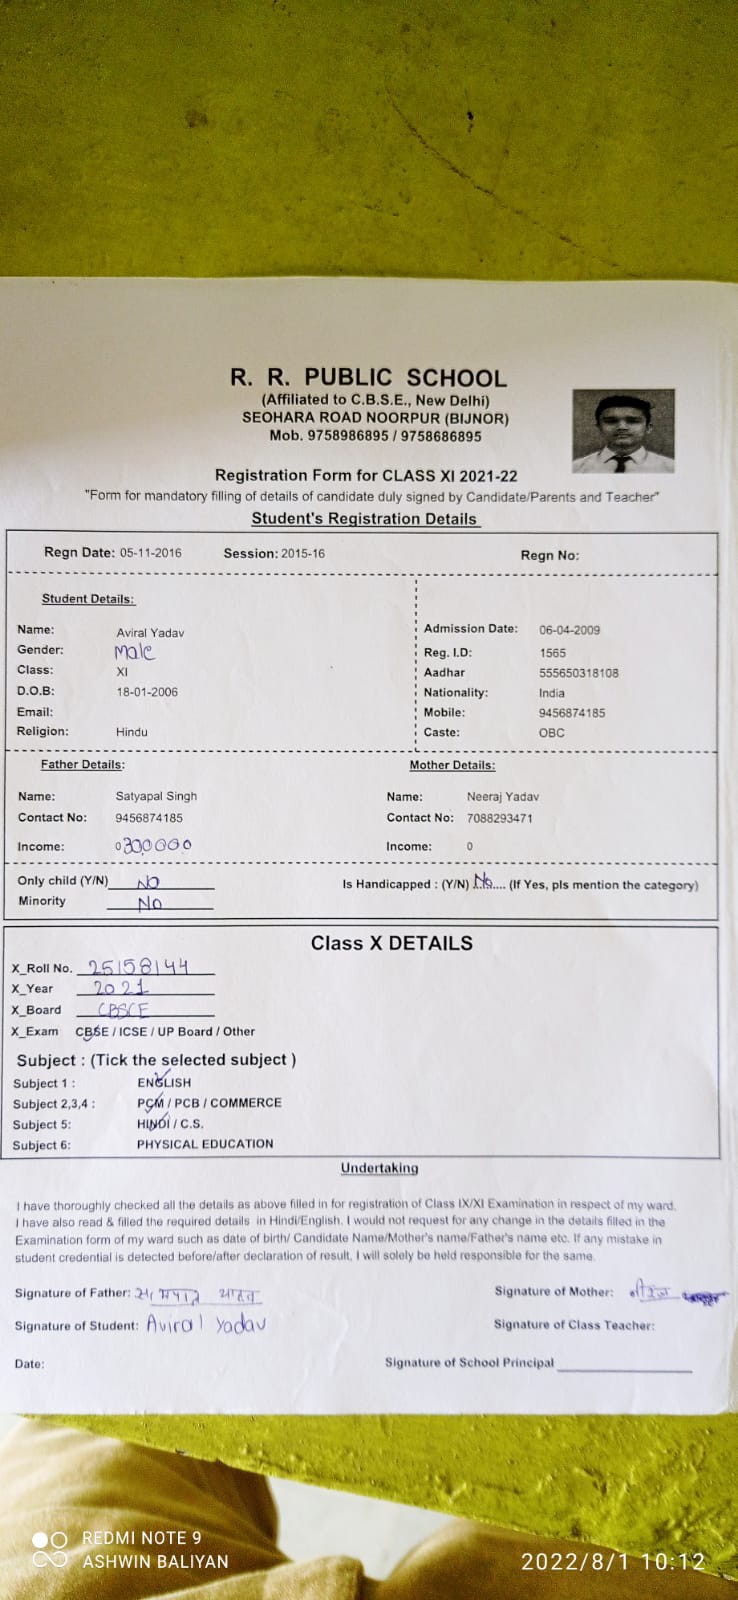 R. R. PUBLIC SCHOOL
(Affiliated to C.B.S.E., New Delhi)
SEOHARA ROAD NOORPUR (BIJNOR)
Mob. 9758986895 / 9758686895
Registration Form for CLASS XI 2021-22
"Form for mandatory filling of details of candidate duly signed by Candidate/Parents and Teacher"
Student's Registration Details
Regn Date: 05-11-2016 Session: 2015-16 Regn No:
Student Details:
Name: Aviral Yadav
Gender: Male
Class: XI
D.O.B: 18-01-2006
Email:
Religion: Hindu
Admission Date: 06-04-2009
Reg. I.D: 1565
Aadhar 555650318108
Nationality: India
Mobile: 9456874185
Caste: OBC
Father Details:
Name: Satyapal Singh
Contact No: 9456874185
Income: 0 300000
Mother Details:
Name: Neeraj Yadav
Contact No: 7088293471
Income: 0
Only child (Y/N) NO
Minority No
Is Handicapped : (Y/N) No.... (If Yes, pls mention the category)
Class X DETAILS
X_Roll No. 25158144
X_Year 2021
X_Board
X_Exam CBSE / ICSE / UP Board / Other
Subject : (Tick the selected subject )
Subject 1 : ENGLISH
Subject 2,3,4 : PCM / PCB / COMMERCE
Subject 5: HINDI / C.S.
Subject 6: PHYSICAL EDUCATION
Undertaking
I have thoroughly checked all the details as above filled in for registration of Class IX/XI Examination in respect of my ward.
I have also read & filled the required details in Hindi/English. I would not request for any change in the details filled in the
Examination form of my ward such as date of birth/ Candidate Name/Mother's name/Father's name etc. If any mistake in
student credential is detected before/after declaration of result, I will solely be held responsible for the same.
Signature of Father: यादव
Signature of Mother: नीरज
Signature of Student: Aviral Yadav
Signature of Class Teacher:
Date:
Signature of School Principal
REDMI NOTE 9
ASHWIN BALIYAN
2022/8/1 10:12